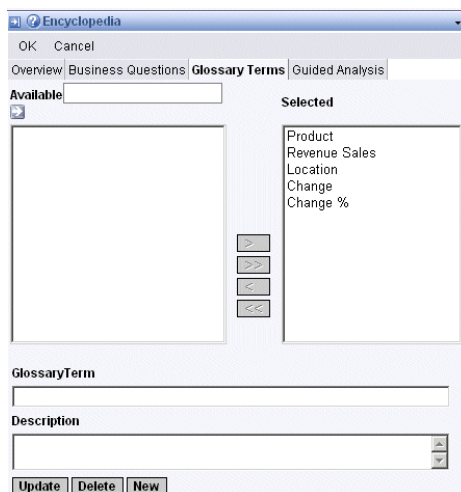 Encyclopedia
OK Cancel
Overview Business Questions Glossary Terms Guided Analysis
Available
Selected
Product
Revenue Sales
Location
Change
Change %
>
>>
<
<<
GlossaryTerm
Description
Update Delete New